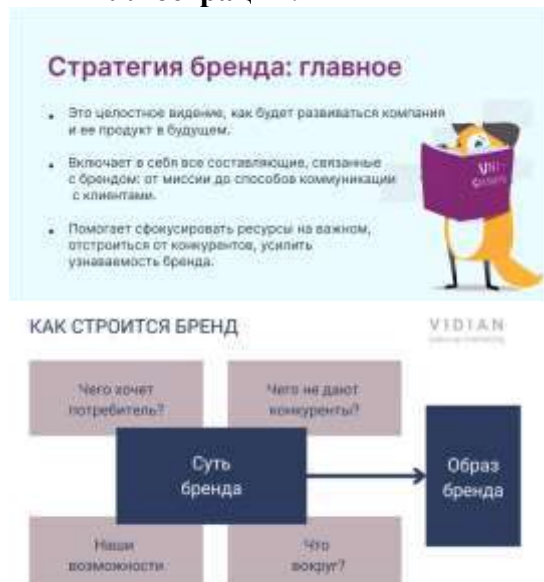 Стратегия бренда: главное
• Это целостное видение, как будет развиваться компания
и ее продукт в будущем.
• Включает в себя все составляющие, связанные
с брендом: от миссии до способов коммуникации
с клиентами.
• Помогает сфокусировать ресурсы на важном,
отстроиться от конкурентов, усилить
узнаваемость бренда.
КАК СТРОИТСЯ БРЕНД
VIDIAN
Чего хочет
потребитель?
Чего не дают
конкуренты?
Суть
бренда
Образ
бренда
Наши
возможности
Что
вокруг?